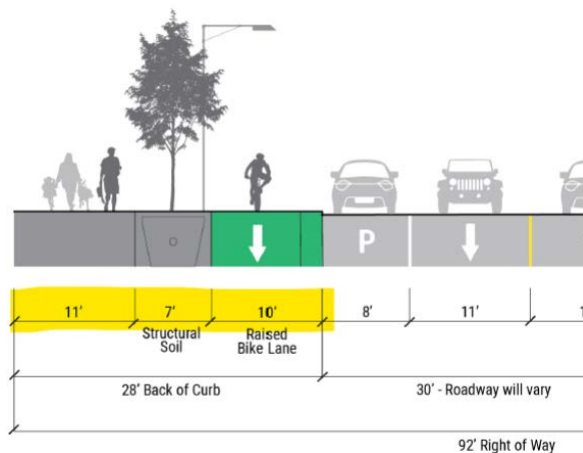 P
11’ 7’ 10’ 8’ 11’ 1
Structural Soil
Raised Bike Lane
28’ Back of Curb
30’ - Roadway will vary
92’ Right of Way